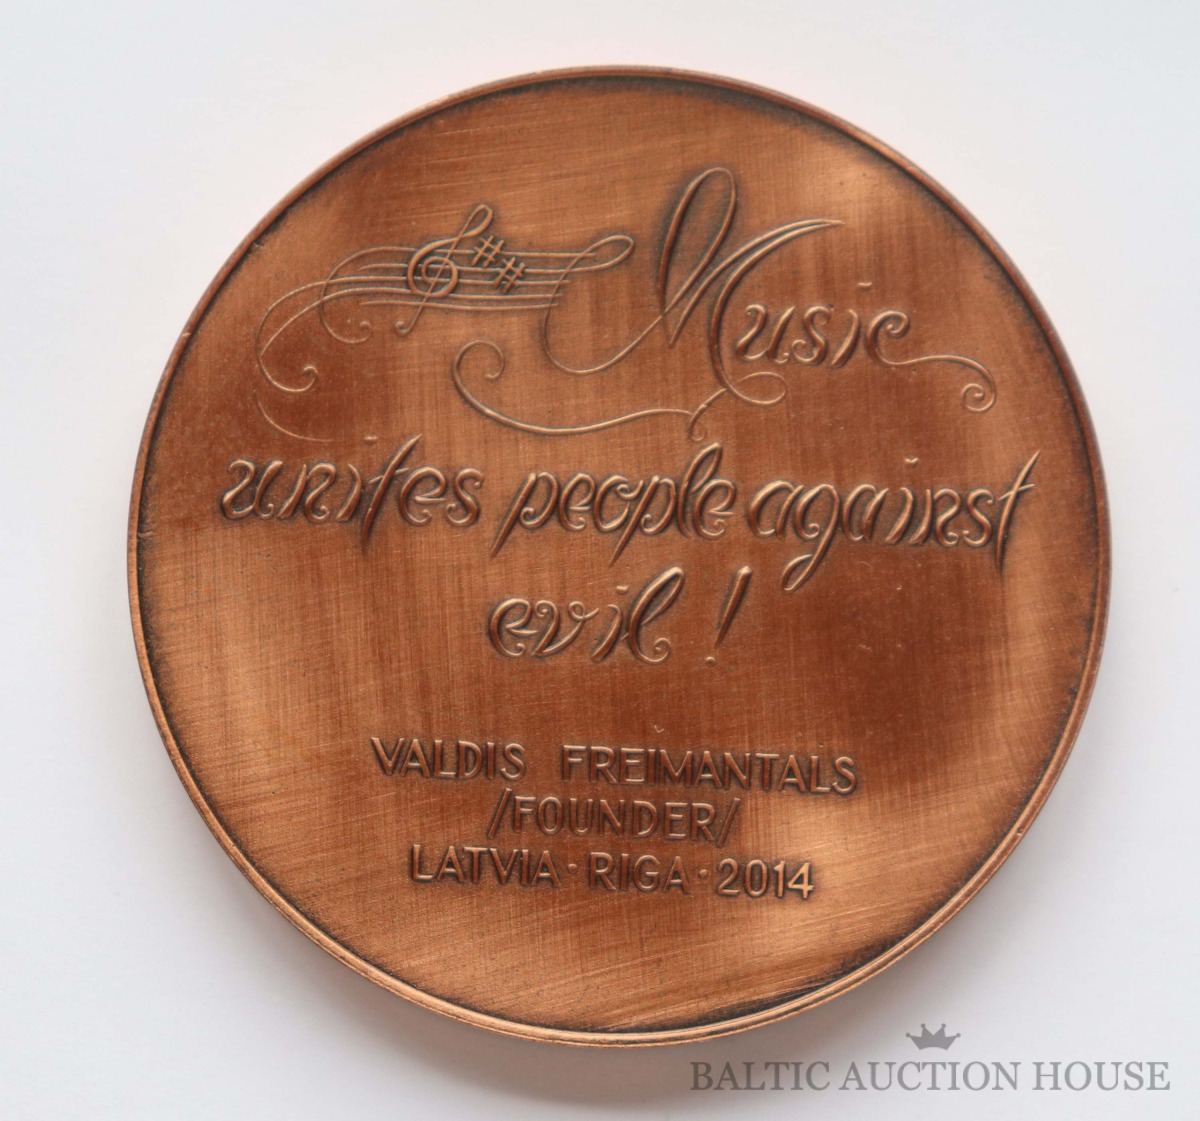 Music
unites people against
evil !
VALDIS FREIMANTALS
/FOUNDER/
LATVIA · RIGA · 2014
BALTIC AUCTION HOUSE